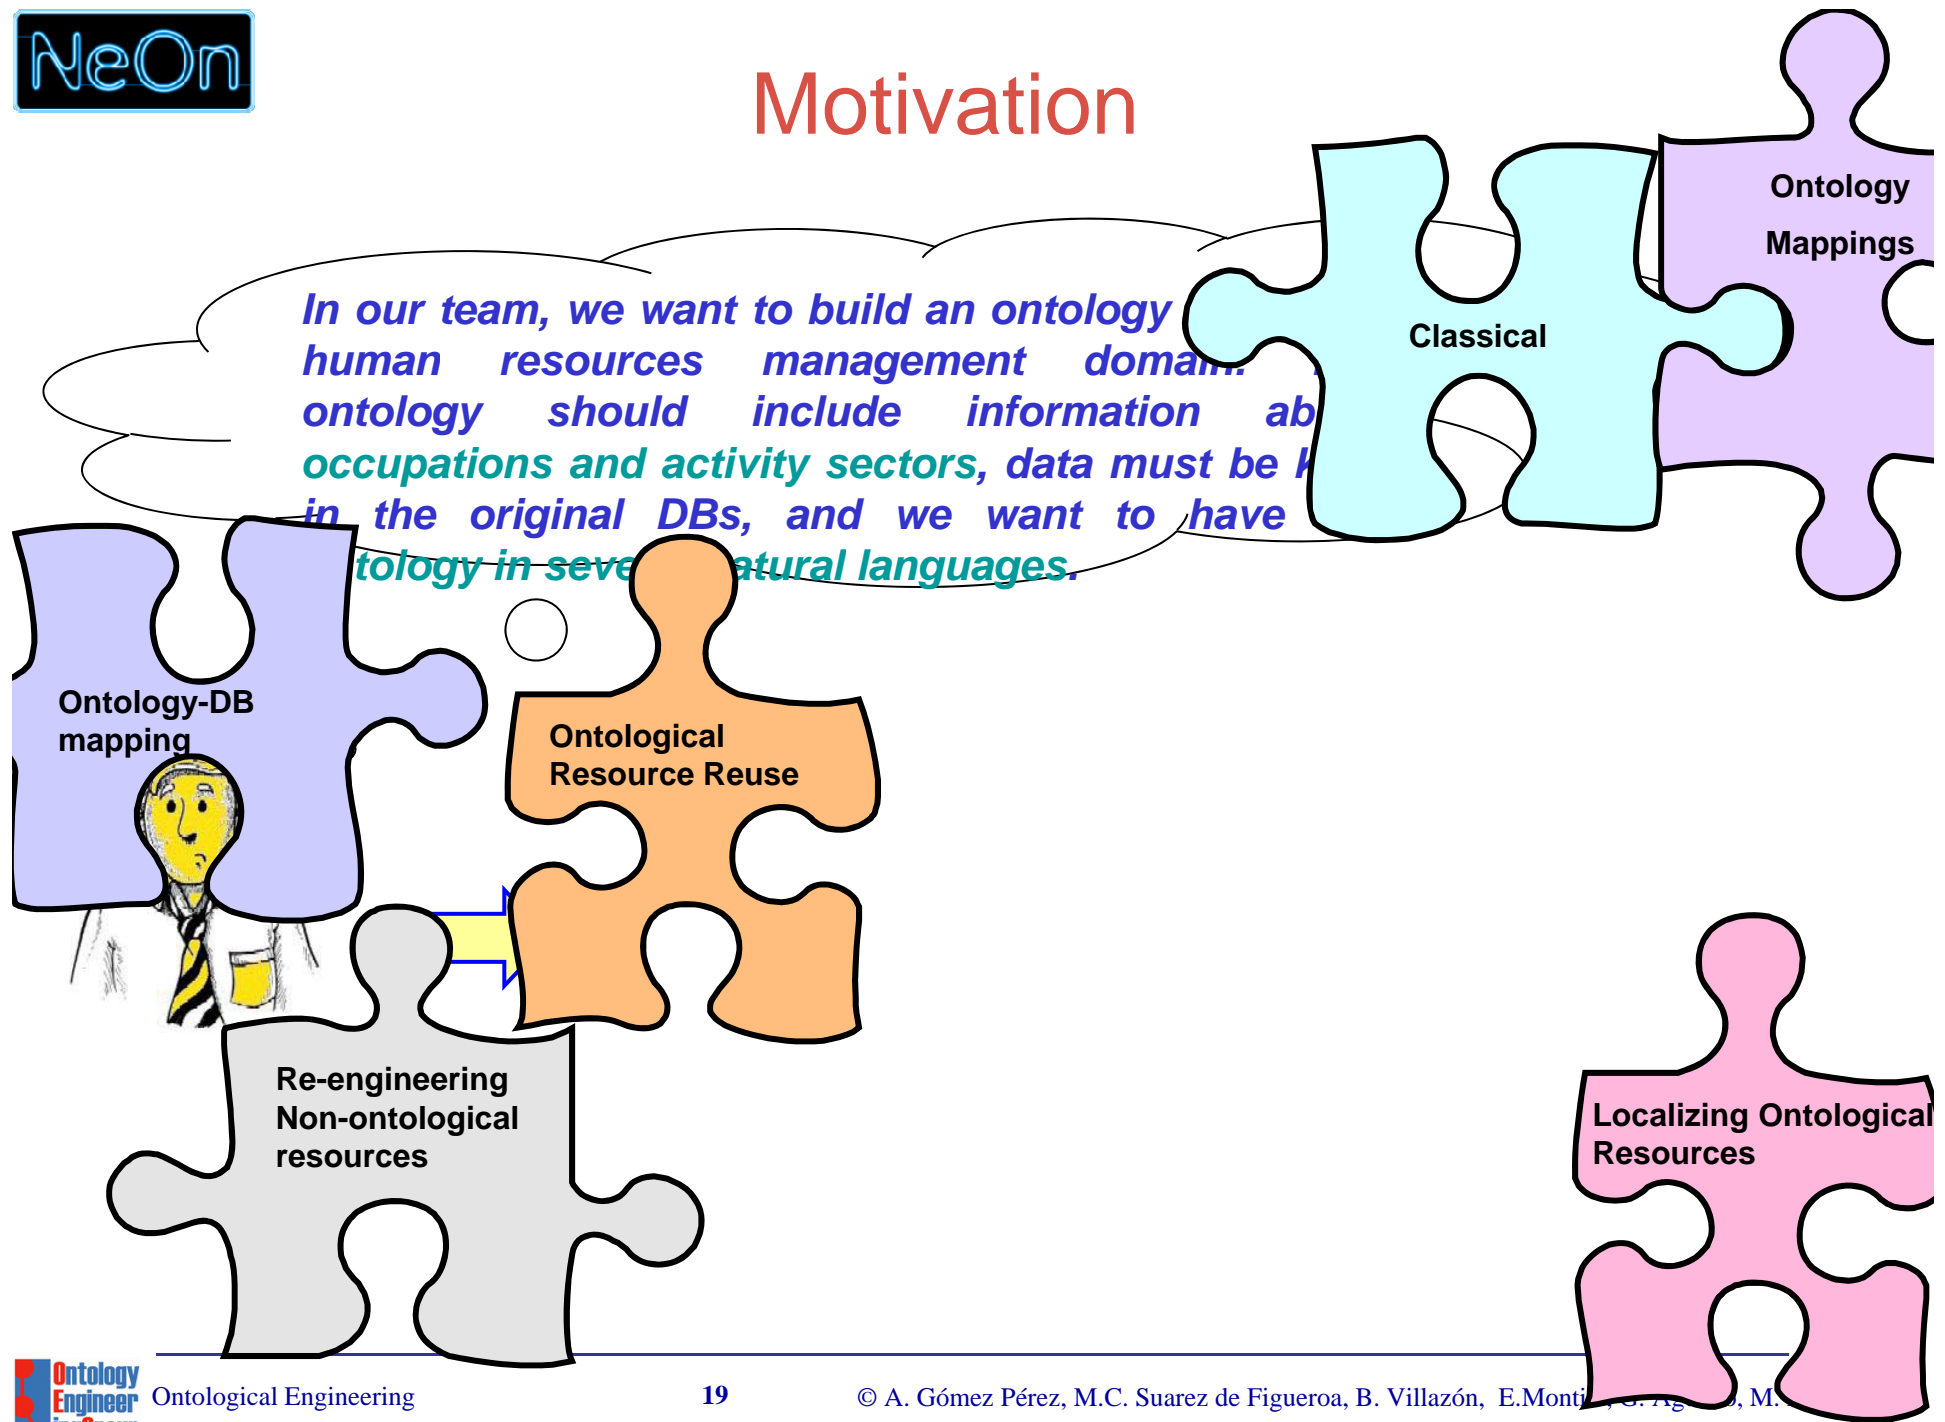 NeOn
Motivation
Ontology
Mappings
Classical
In our team, we want to build an ontology
human resources management domain.
ontology should include information ab
occupations and activity sectors, data must be k
in the original DBs, and we want to have
tology in seve atural languages.
Ontology-DB
mapping
Ontological
Resource Reuse
Re-engineering
Non-ontological
resources
Localizing Ontological
Resources
Ontology
Engineer
Ontological Engineering
19
© A. Gómez Pérez, M.C. Suarez de Figueroa, B. Villazón, E.Monti